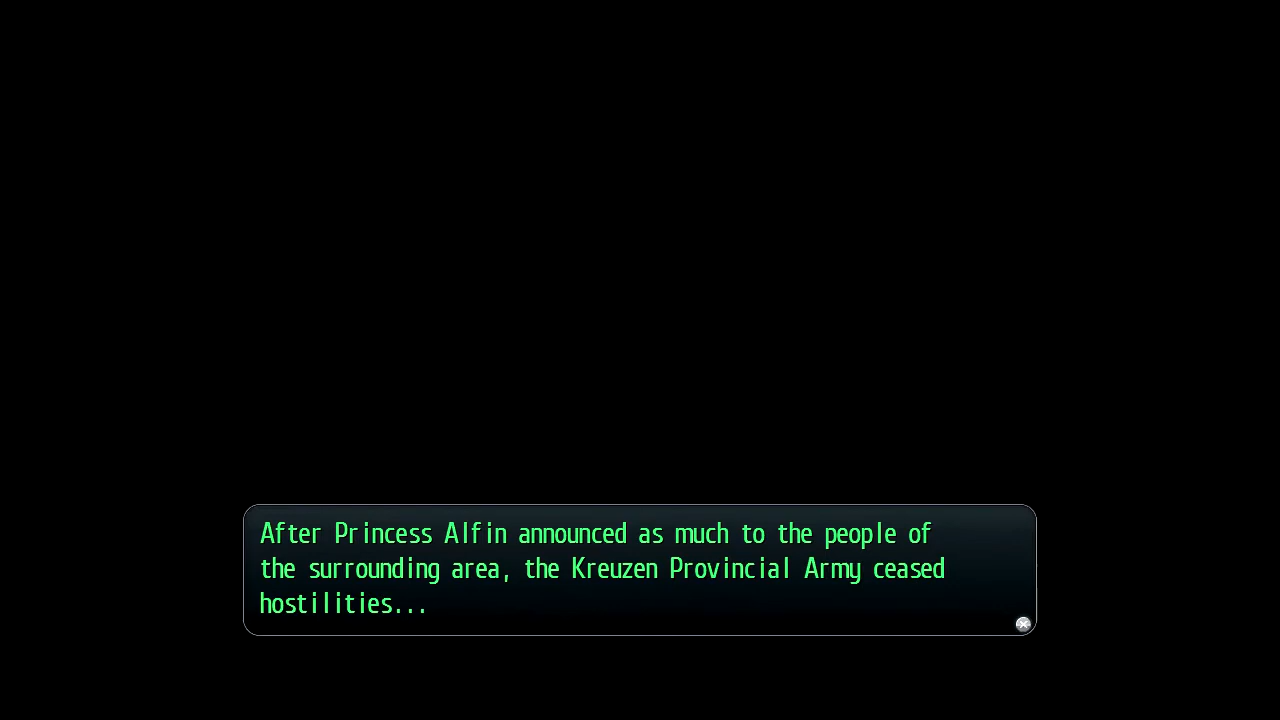 After Princess Alfin announced as much to the people of
the surrounding area, the Kreuzen Provincial Army ceased
hostilities...